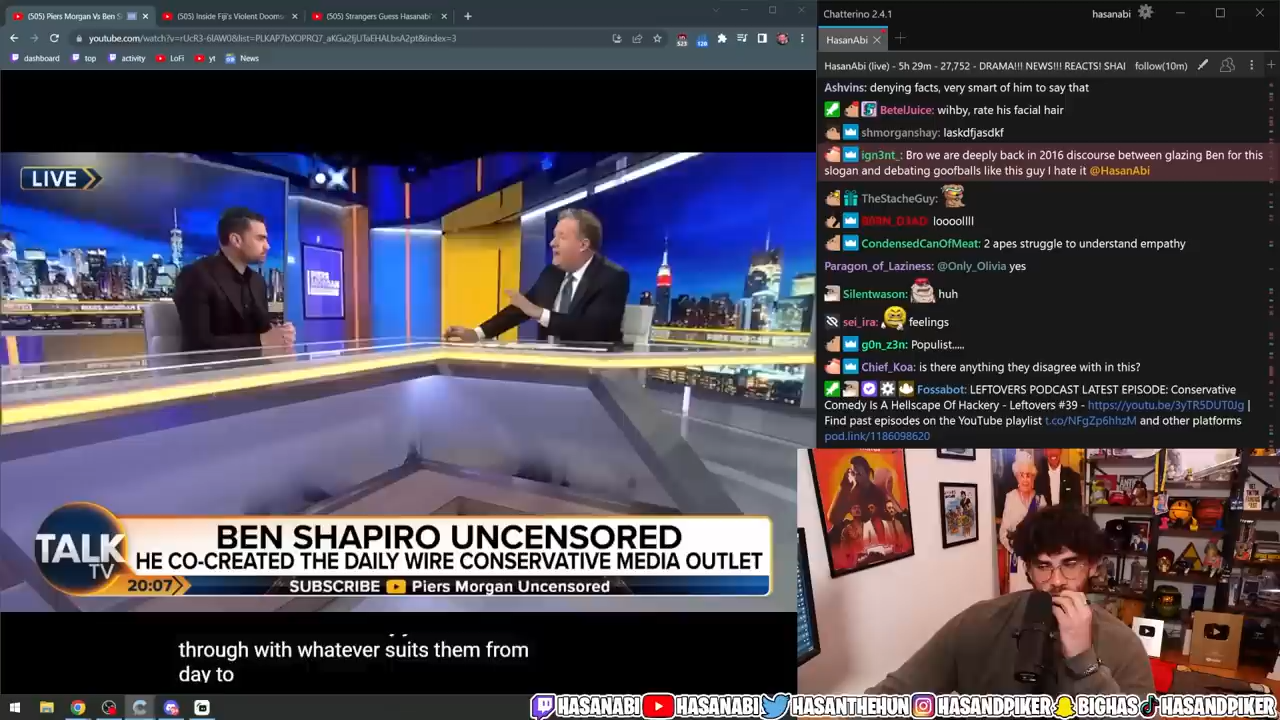 (505) Piers Morgan Vs Ben S
(505) Inside Fiji's Violent Dooms
(505) Strangers Guess Hasanabi'
youtube.com/watch?v=rUcR3-6lAW0&list=PLKAP7bXOPRQ7_aKGu2fjUTaEHALbsA2pt&index=3
dashboard
top
activity
LoFi
yt
News
LIVE
BEN SHAPIRO UNCENSORED
HE CO-CREATED THE DAILY WIRE CONSERVATIVE MEDIA OUTLET
TALK
TV
20:07
SUBSCRIBE Piers Morgan Uncensored
through with whatever suits them from
day to
Chatterino 2.4.1
hasanabi
HasanAbi
HasanAbi (live) - 5h 29m - 27,752 - DRAMA!!! NEWS!!! REACTS! SHAI
follow(10m)
Ashvins: denying facts, very smart of him to say that
BetelJuice: wihby, rate his facial hair
shmorganshay: laskdfjasdkf
ign3nt_: Bro we are deeply back in 2016 discourse between glazing Ben for this
slogan and debating goofballs like this guy I hate it @HasanAbi
TheStacheGuy:
B8RN_D3AD: loooollll
CondensedCanOfMeat: 2 apes struggle to understand empathy
Paragon_of_Laziness: @Only_Olivia yes
Silentwason: huh
sei_ira: feelings
g0n_z3n: Populist.....
Chief_Koa: is there anything they disagree with in this?
Fossabot: LEFTOVERS PODCAST LATEST EPISODE: Conservative
Comedy Is A Hellscape Of Hackery - Leftovers #39 - https://youtu.be/3yTR5DUT0Jg |
Find past episodes on the YouTube playlist t.co/NFgZp6hhzM and other platforms
pod.link/1186098620
HASANABI HASANABI HASANTHEHUN HASANDPIKER BIGHAS HASANDPIKER